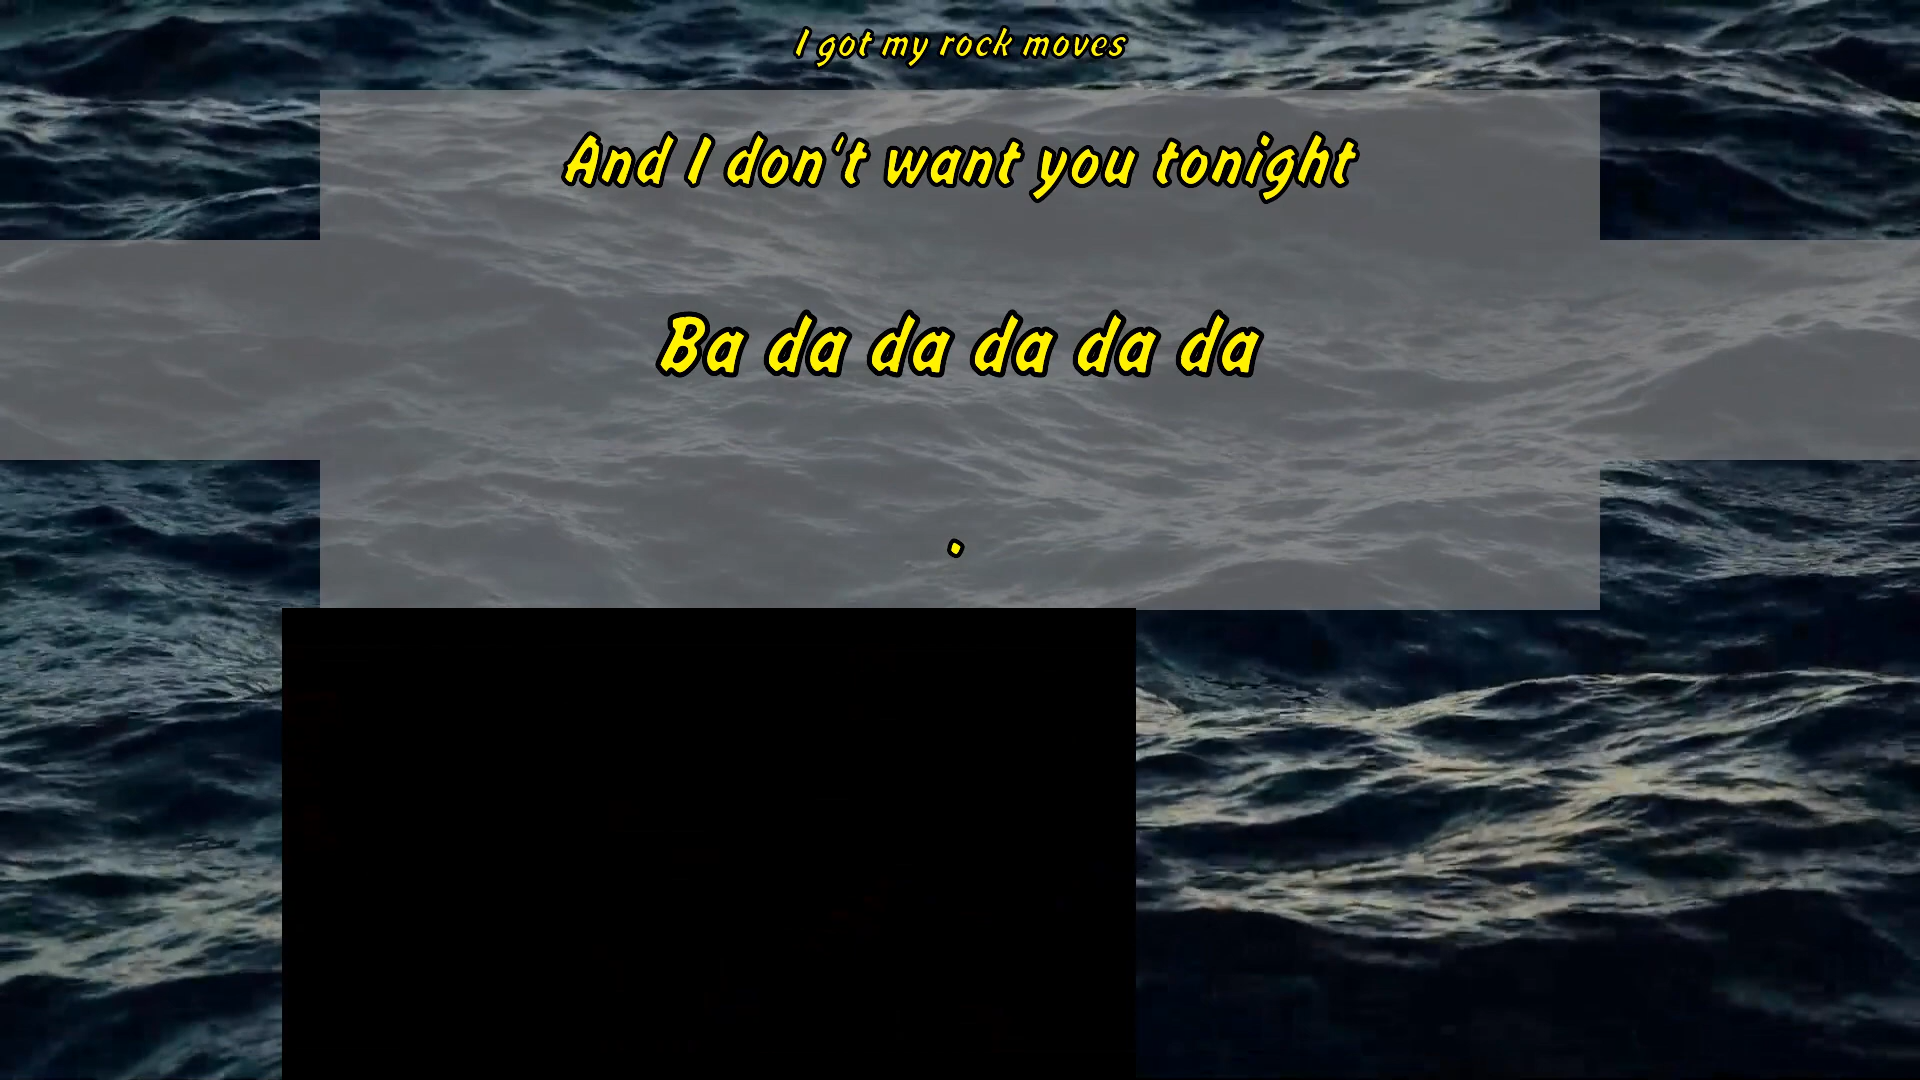 I got my rock moves
And I don't want you tonight
Ba da da da da da
.